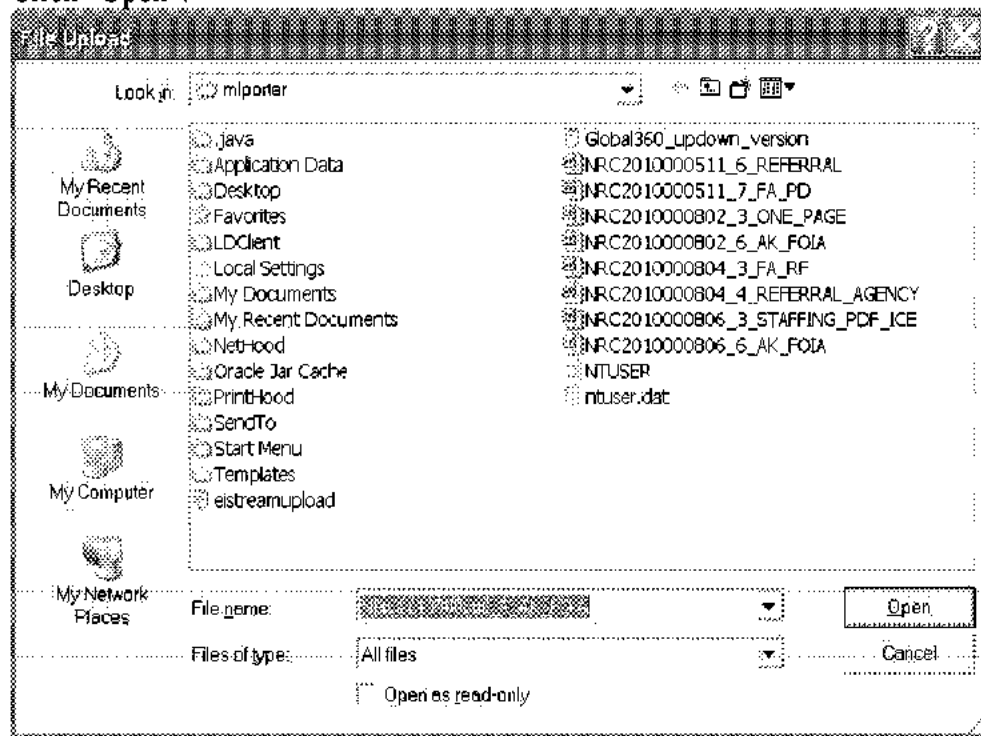 File Upload
Look in: mlporter
My Recent Documents
Desktop
My Documents
My Computer
My Network Places
.java
Application Data
Desktop
Favorites
LDClient
Local Settings
My Documents
My Recent Documents
NetHood
Oracle Jar Cache
PrintHood
SendTo
Start Menu
Templates
eistreamupload
Global360_updown_version
NRC2010000511_6_REFERRAL
NRC2010000511_7_FA_PD
NRC2010000802_3_ONE_PAGE
NRC2010000802_6_AK_FOIA
NRC2010000804_3_FA_RF
NRC2010000804_4_REFERRAL_AGENCY
NRC2010000806_3_STAFFING_PDF_ICE
NRC2010000806_6_AK_FOIA
NTUSER
ntuser.dat
File name:
Open
Files of type: All files
Cancel
Open as read-only